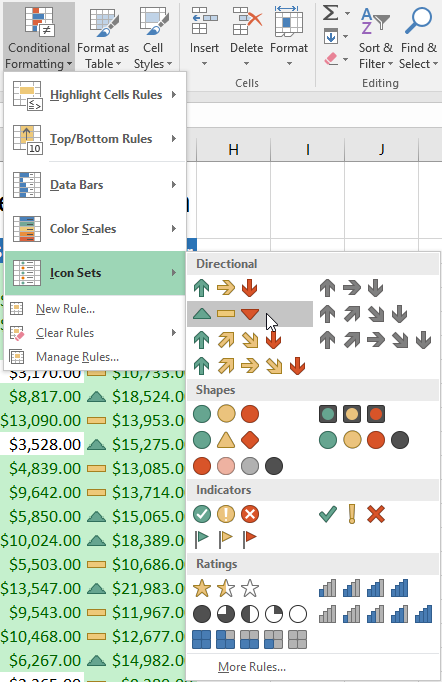 Conditional Formatting
Format as Table
Cell Styles
Insert
Delete
Format
Sort & Filter
Find & Select
Cells
Editing
Highlight Cells Rules
Top/Bottom Rules
10
Data Bars
Color Scales
Icon Sets
New Rule...
Clear Rules
Manage Rules...
H I J
Directional
Shapes
Indicators
Ratings
More Rules...
$3,170.00 $10,733.0
$8,817.00 $18,524.0
$13,090.00 $13,953.0
$3,528.00 $15,275.0
$4,839.00 $13,085.0
$9,642.00 $13,714.0
$5,850.00 $15,065.0
$10,024.00 $18,389.0
$5,503.00 $10,686.0
$13,547.00 $21,983.0
$9,543.00 $11,967.0
$10,468.00 $12,677.0
$6,267.00 $14,982.0